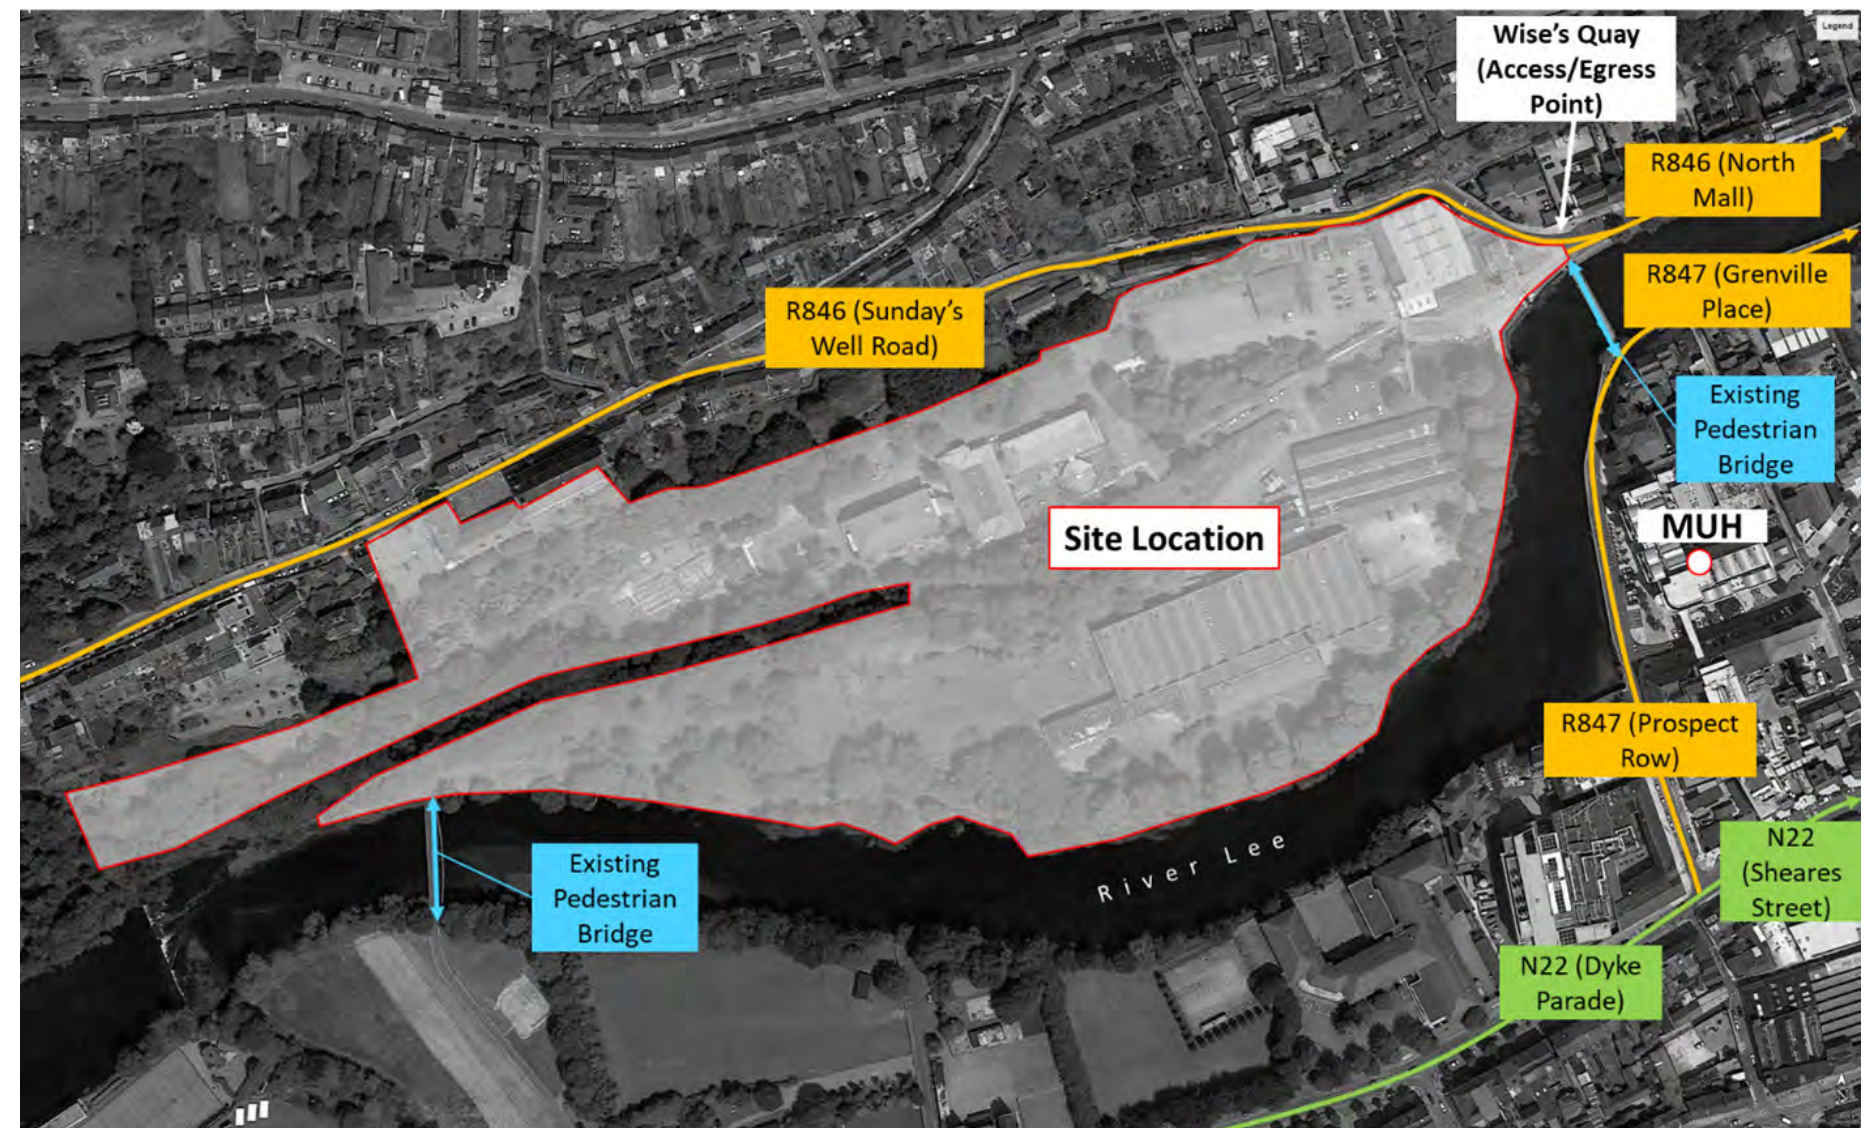 Legend
Wise's Quay
(Access/Egress
Point)
R846 (North
Mall)
R847 (Grenville
Place)
R846 (Sunday's
Well Road)
Existing
Pedestrian
Bridge
Site Location
MUH
R847 (Prospect
Row)
River Lee
N22
(Sheares
Street)
Existing
Pedestrian
Bridge
N22 (Dyke
Parade)